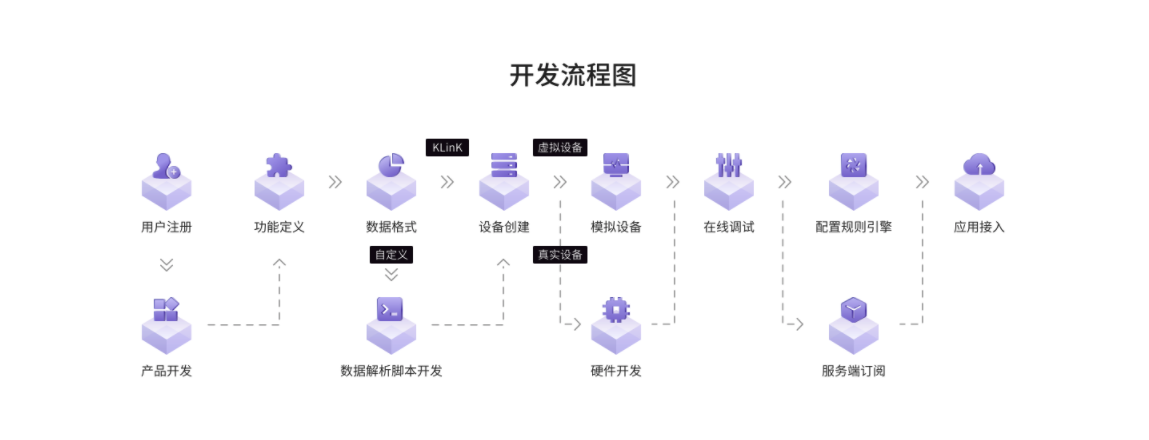 开发流程图
KLinK
虚拟设备
用户注册
功能定义
数据格式
设备创建
模拟设备
在线调试
配置规则引擎
应用接入
自定义
真实设备
产品开发
数据解析脚本开发
硬件开发
服务端订阅